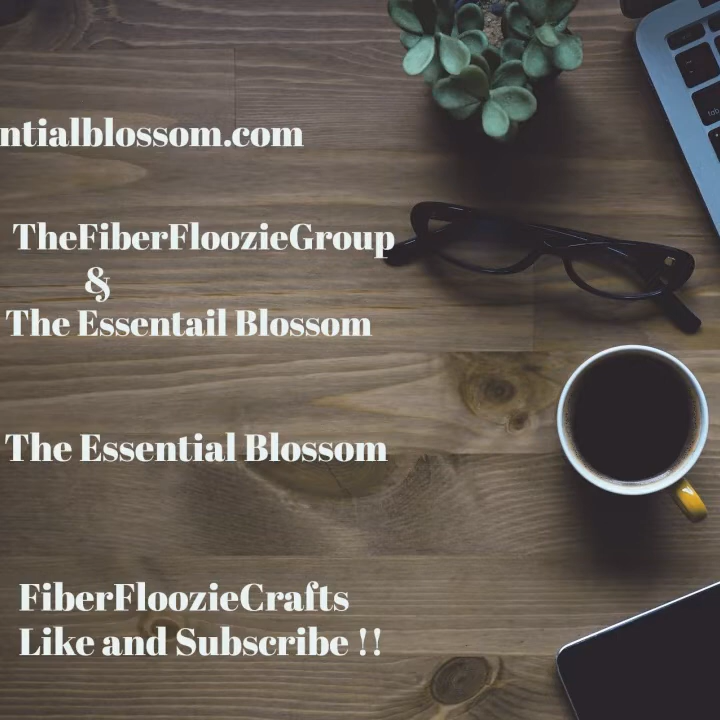 ntialblossom.com
TheFiberFloozieGroup
&
The Essentail Blossom
The Essential Blossom
FiberFloozieCrafts
Like and Subscribe !!